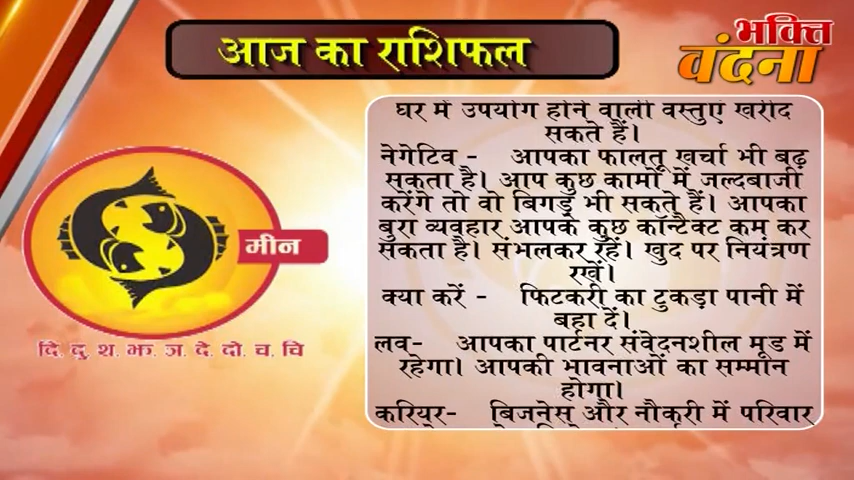 आज का राशिफल
भक्ति
वंदना
घर में उपयोग होने वाली वस्तुएं खरीद
सकते हैं।
नेगेटिव - आपका फालतू खर्चा भी बढ़
सकता है। आप कुछ कामों में जल्दबाजी
करेंगे तो वो बिगड़ भी सकते हैं। आपका
बुरा व्यवहार आपके कुछ कॉन्टैक्ट कम कर
सकता है। संभलकर रहें। खुद पर नियंत्रण
रखें।
क्या करें - फिटकरी का टुकड़ा पानी में
बहा दें।
लव- आपका पार्टनर संवेदनशील मूड में
रहेगा। आपकी भावनाओं का सम्मान
होगा।
करियर- बिजनेस और नौकरी में परिवार
मीन
दि. दु. श. झ. ञ. दे. दो. च. चि